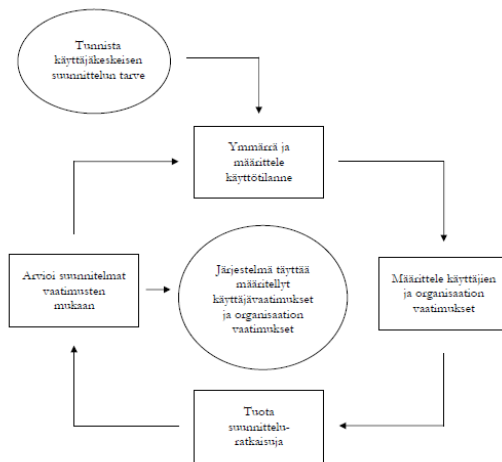 Tunnista
käyttäjäkeskeisen
suunnittelun tarve
Ymmärrä ja
määrittele
käyttötilanne
Arvioi suunnitelmat
vaatimusten
mukaan
Järjestelmä täyttää
määritellyt
käyttäjävaatimukset
ja organisaation
vaatimukset
Määrittele käyttäjien
ja organisaation
vaatimukset
Tuota
suunnittelu-
ratkaisuja